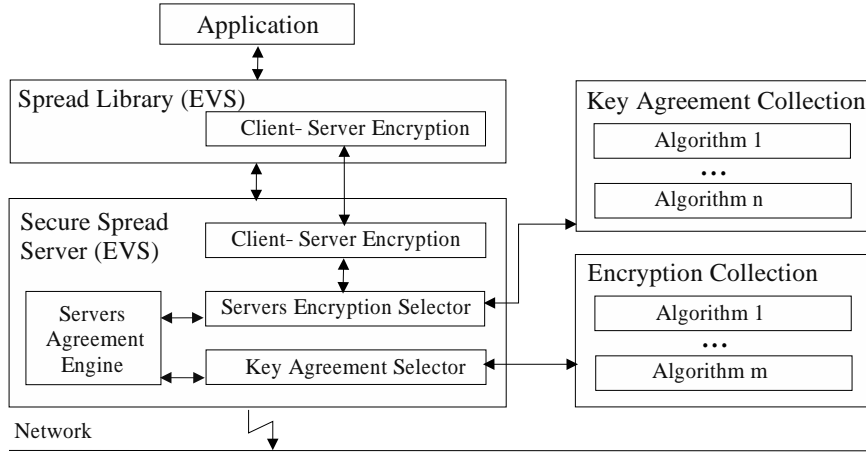 Application
Spread Library (EVS)
Client- Server Encryption
Secure Spread
Server (EVS)
Client- Server Encryption
Servers Encryption Selector
Servers
Agreement
Engine
Key Agreement Selector
Network
Key Agreement Collection
Algorithm 1
...
Algorithm n
Encryption Collection
Algorithm 1
...
Algorithm m